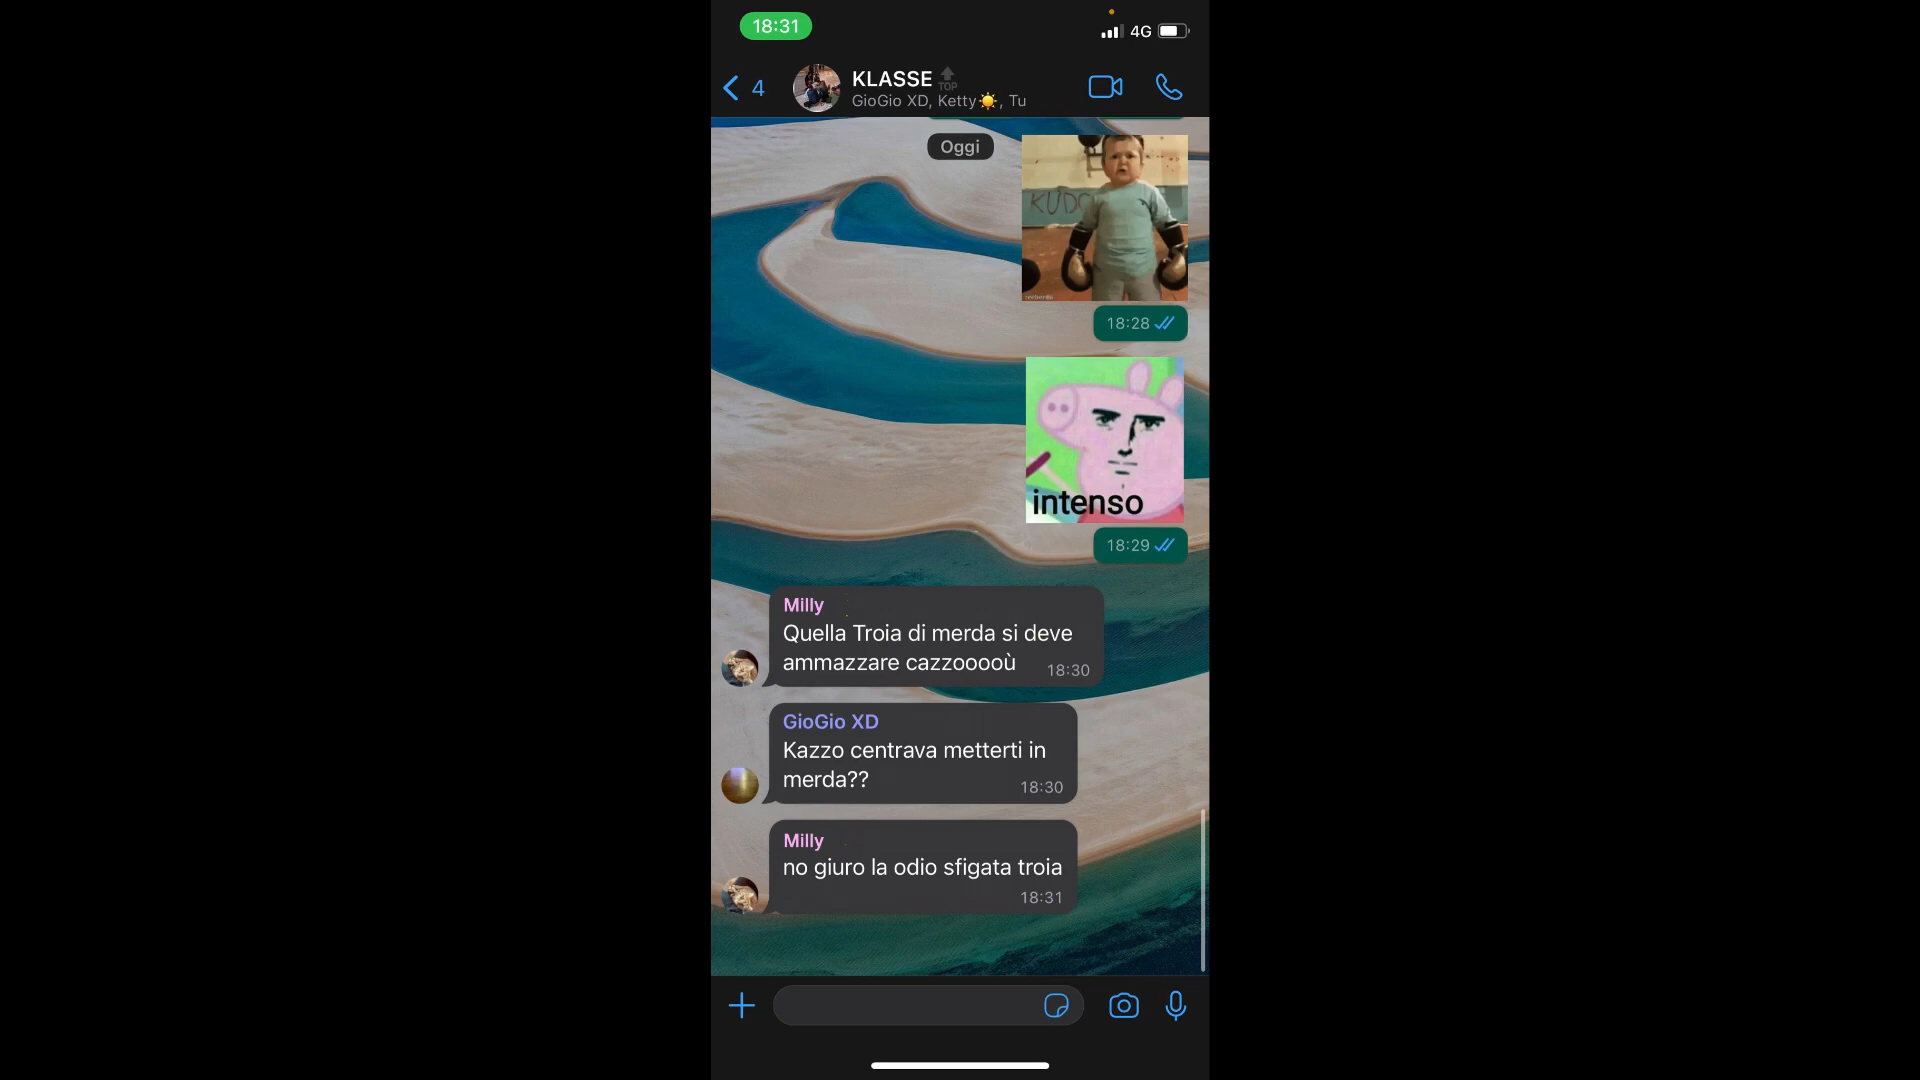 18:31
4G
4
KLASSE TOP
GioGio XD, Ketty☀️, Tu
Oggi
KUDO
18:28
intenso
18:29
Milly
Quella Troia di merda si deve
ammazzare cazzooooù
18:30
GioGio XD
Kazzo centrava metterti in
merda??
18:30
Milly
no giuro la odio sfigata troia
18:31